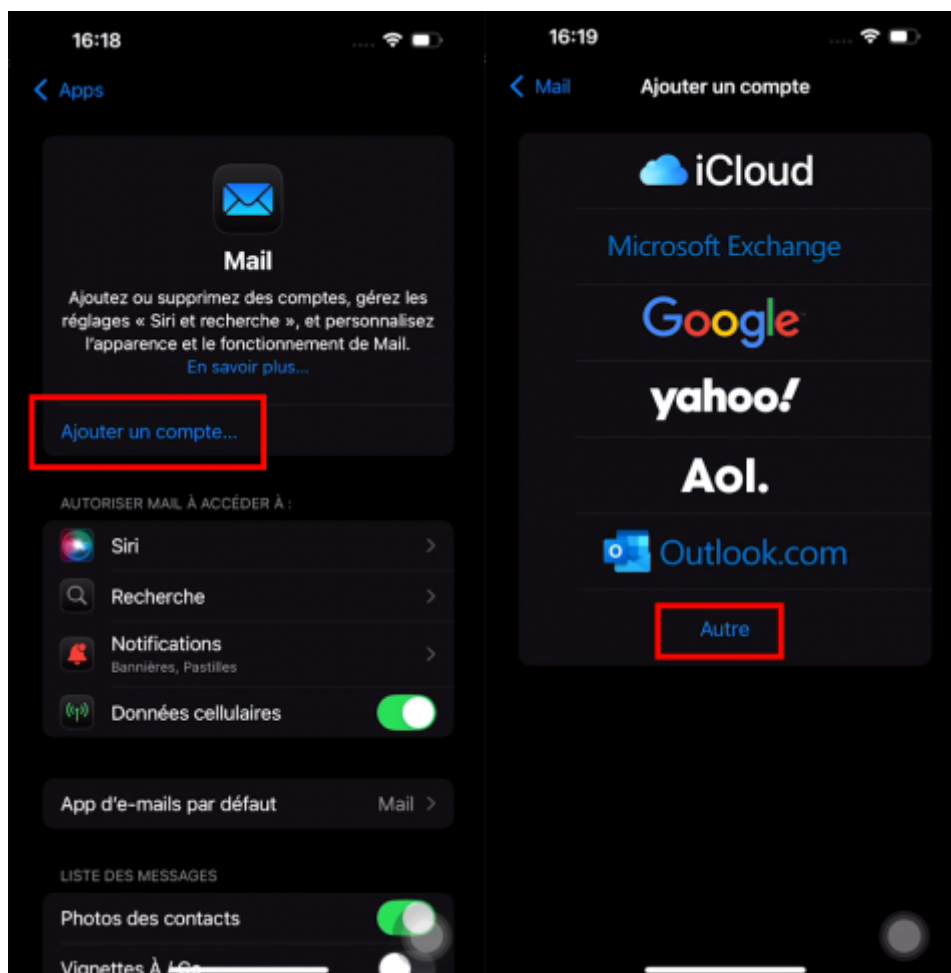 16:18
Apps
Mail
Ajoutez ou supprimez des comptes, gérez les
réglages « Siri et recherche », et personnalisez
l'apparence et le fonctionnement de Mail.
En savoir plus...
Ajouter un compte...
AUTORISER MAIL À ACCÉDER À :
Siri
Recherche
Notifications
Bannières, Pastilles
Données cellulaires
App d'e-mails par défaut
Mail
LISTE DES MESSAGES
Photos des contacts
Vignettes À
16:19
Mail
Ajouter un compte
iCloud
Microsoft Exchange
Google
yahoo!
Aol.
Outlook.com
Autre